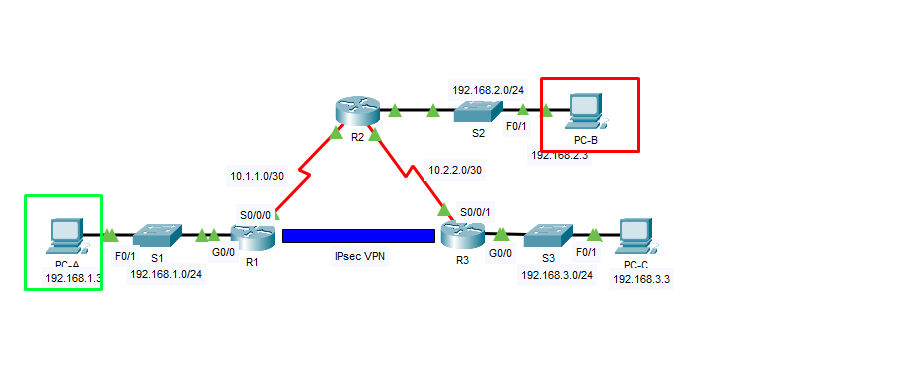 192.168.2.0/24
R2
S2
F0/1
PC-B
192.168.2.3
10.1.1.0/30
10.2.2.0/30
S0/0/0
S0/0/1
PC-A
192.168.1.3
F0/1
S1
192.168.1.0/24
G0/0
R1
IPsec VPN
R3
G0/0
S3
192.168.3.0/24
F0/1
PC-C
192.168.3.3